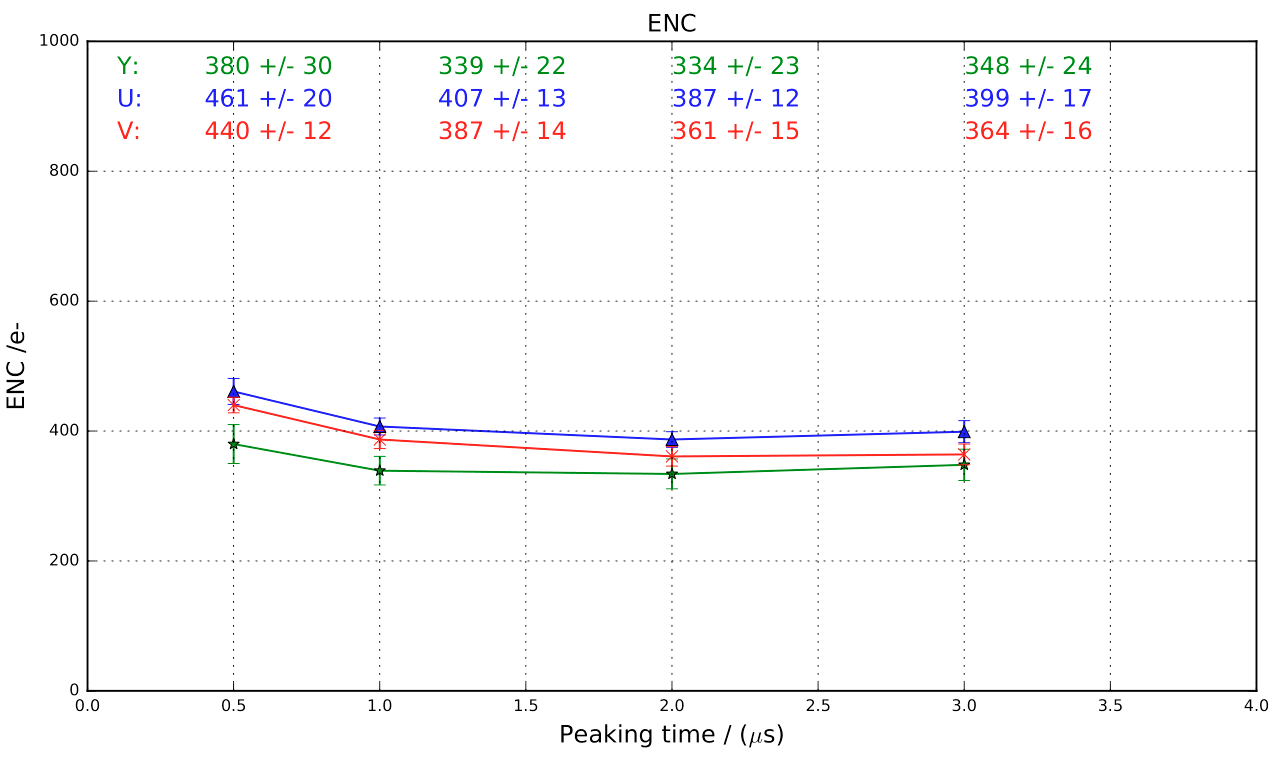 ENC
1000
Y: 380 +/- 30 339 +/- 22 334 +/- 23 348 +/- 24
U: 461 +/- 20 407 +/- 13 387 +/- 12 399 +/- 17
V: 440 +/- 12 387 +/- 14 361 +/- 15 364 +/- 16
800
600
ENC /e-
400
200
0
0.0 0.5 1.0 1.5 2.0 2.5 3.0 3.5 4.0
Peaking time / (μs)